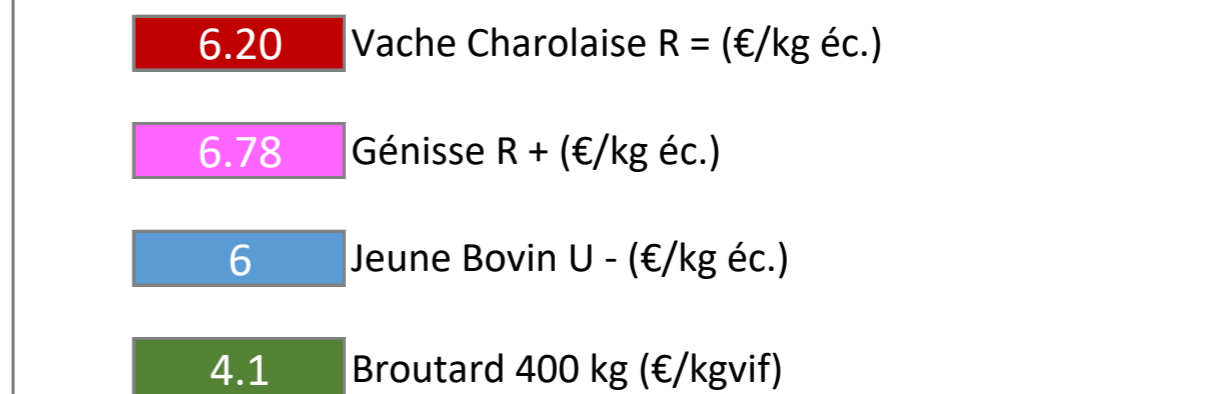 6.20 Vache Charolaise R = (€/kg éc.)
6.78 Génisse R + (€/kg éc.)
6 Jeune Bovin U - (€/kg éc.)
4.1 Broutard 400 kg (€/kgvif)